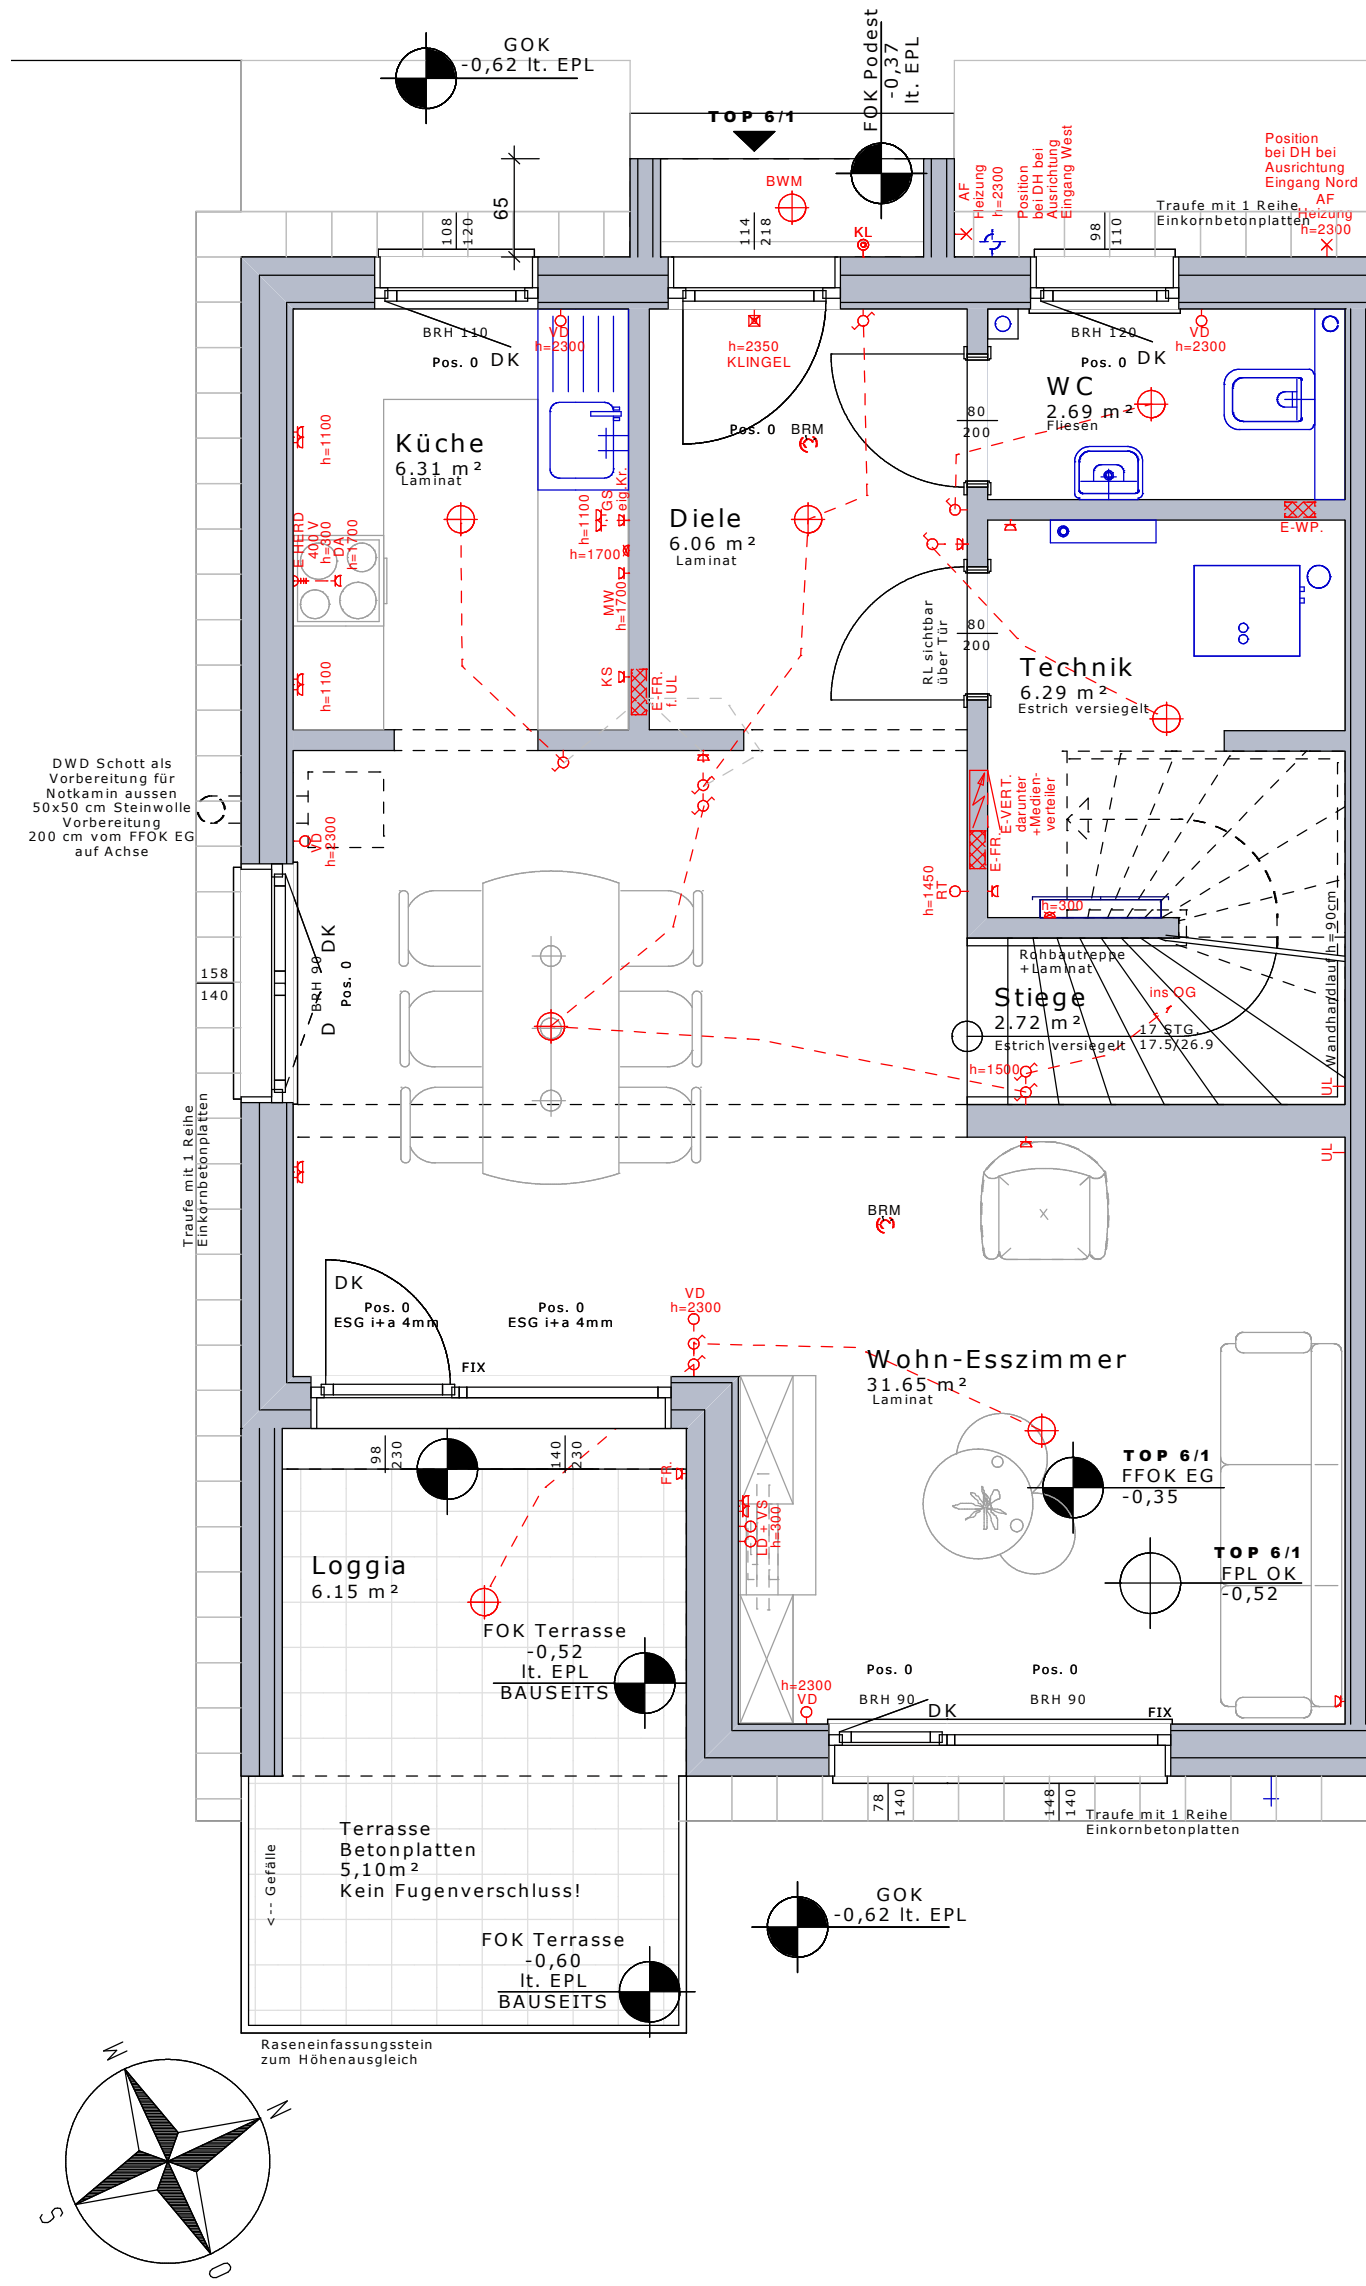 GOK
-0,62 lt. EPL
FOK Podest
-0,37
lt. EPL
TOP 6/1
65
BWM
KL
114
218
108
120
AF
Heizung
h=2300
Position
bei DH bei
Ausrichtung
Eingang West
98
110
Position
bei DH bei
Ausrichtung
Eingang Nord
AF
Heizung
h=2300
Traufe mit 1 Reihe
Einkornbetonplatten
BRH 110
Pos. 0
DK
VD
h=2300
h=2350
KLINGEL
Pos. 0
BRM
BRH 120
Pos. 0
DK
VD
h=2300
WC
2.69 m²
Fliesen
80
200
Küche
6.31 m²
Laminat
h=1100
E-HERD
400 V
h=300
DA
h=1700
h=1100
h=1100
GS
h=1700
MW
h=1700
KS
E-FR.
f. UL
Diele
6.06 m²
Laminat
E-WP.
80
200
RL sichtbar
über Tür
Technik
6.29 m²
Estrich versiegelt
DWD Schott als
Vorbereitung für
Notkamin aussen
50x50 cm Steinwolle
Vorbereitung
200 cm vom FFOK EG
auf Achse
VD
h=2300
E-VERT.
darunter
+Medien-
verteiler
E-FR.
h=1450
RT
h=300
Wandhandlauf h=90cm
Rohbautreppe
+Laminat
Stiege
2.72 m²
Estrich versiegelt
ins OG
17 STG.
17.5/26.9
h=1500
UL
UL
158
140
BRH 90
DK
D
Pos. 0
Traufe mit 1 Reihe
Einkornbetonplatten
BRM
DK
Pos. 0
ESG i+a 4mm
Pos. 0
ESG i+a 4mm
FIX
VD
h=2300
Wohn-Esszimmer
31.65 m²
Laminat
98
230
140
230
FR.
LD + VS
h=300
TOP 6/1
FFOK EG
-0,35
TOP 6/1
FPL OK
-0,52
Loggia
6.15 m²
FOK Terrasse
-0,52
lt. EPL
BAUSEITS
h=2300
VD
Pos. 0
BRH 90
DK
Pos. 0
BRH 90
FIX
78
140
148
140
Traufe mit 1 Reihe
Einkornbetonplatten
Terrasse
Betonplatten
5,10m²
Kein Fugenverschluss!
<-- Gefälle
GOK
-0,62 lt. EPL
FOK Terrasse
-0,60
lt. EPL
BAUSEITS
Raseneinfassungsstein
zum Höhenausgleich
W
N
S
O